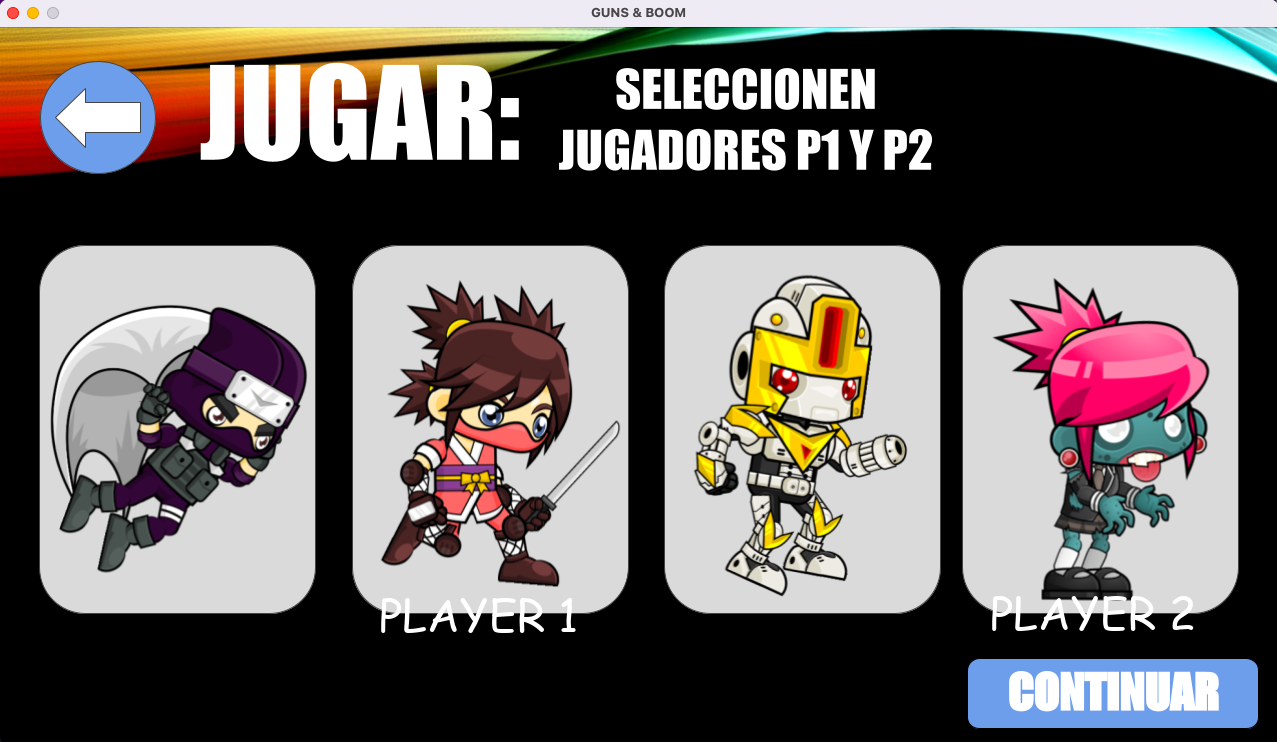 GUNS & BOOM
JUGAR:
SELECCIONEN
JUGADORES P1 Y P2
PLAYER 1
PLAYER 2
CONTINUAR